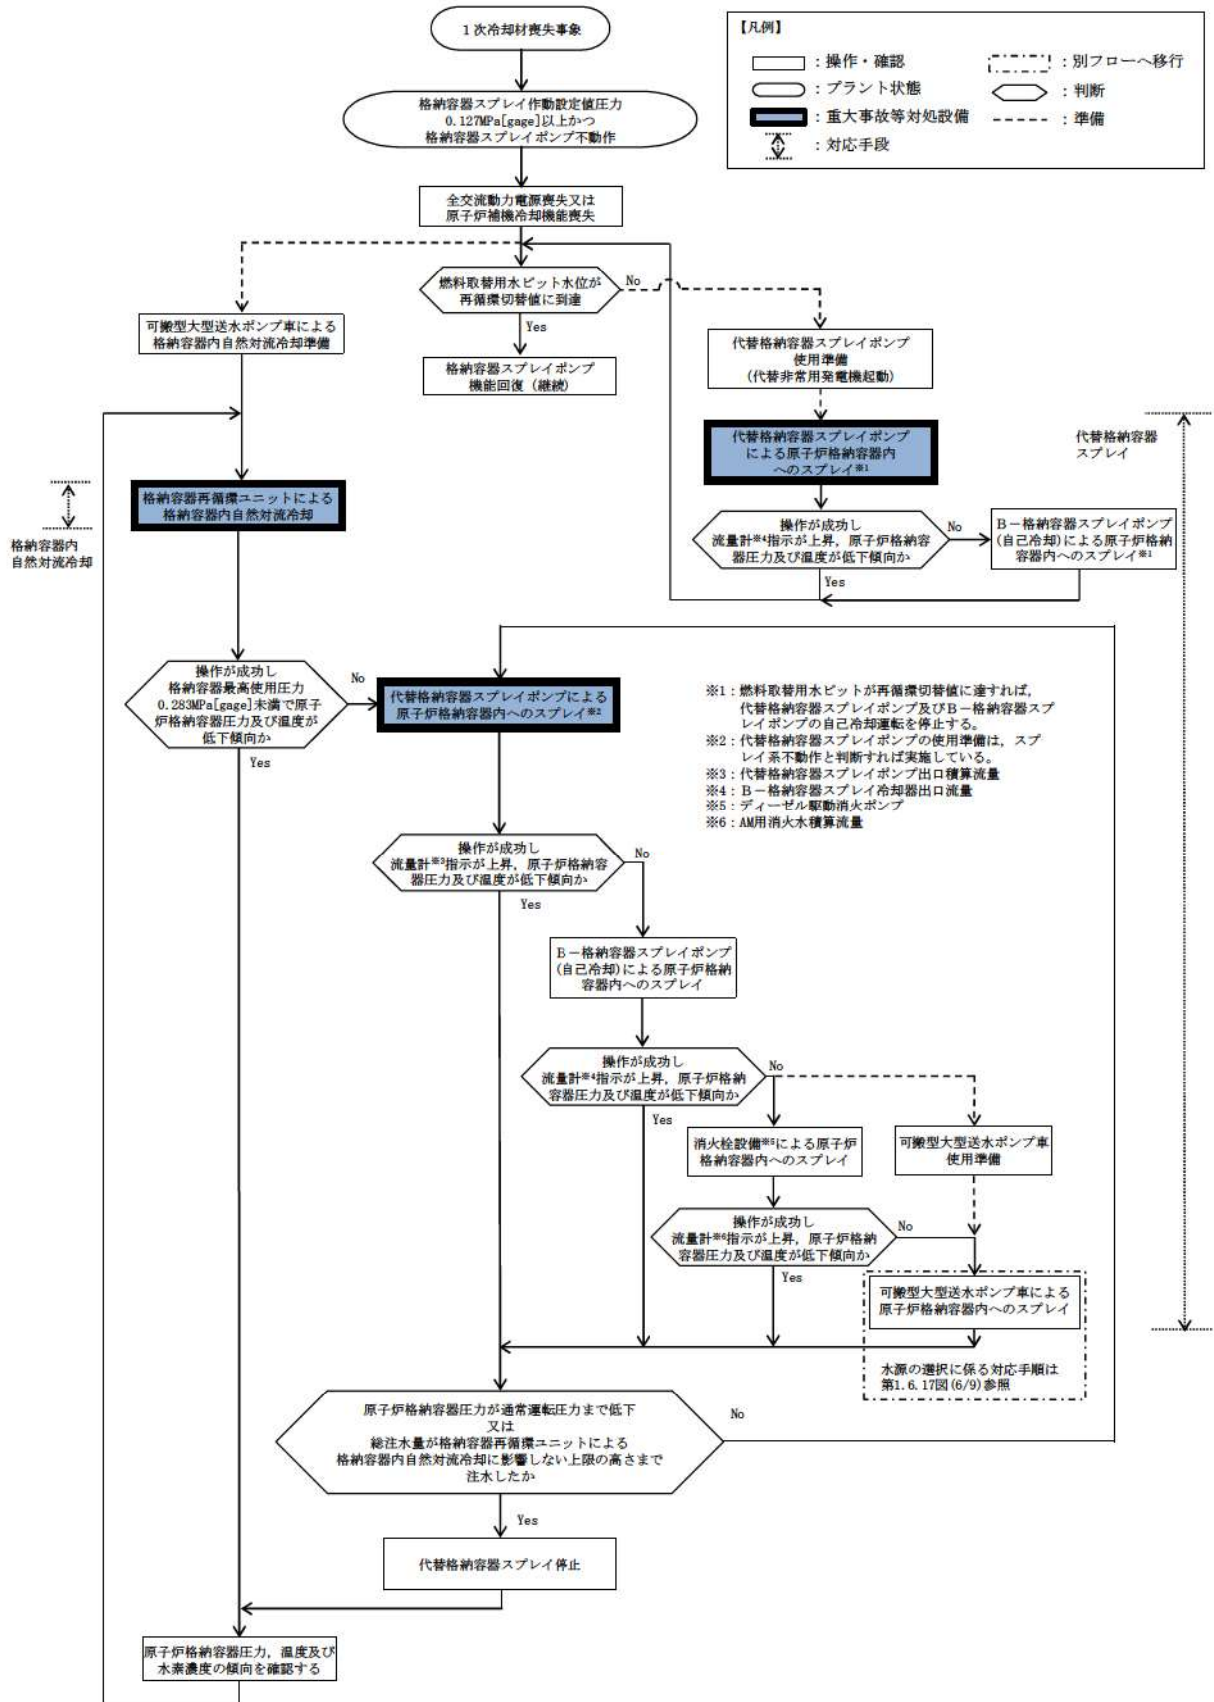 1次冷却材喪失事象
格納容器スプレイ作動設定値圧力
0.127MPa[gage]以上かつ
格納容器スプレイポンプ不動作
【凡例】
：操作・確認
：別フローへ移行
：プラント状態
：判断
：重大事故等対処設備
：準備
：対応手段
全交流動力電源喪失又は
原子炉補機冷却機能喪失
燃料取替用水ピット水位が
再循環切替値に到達
No
Yes
可搬型大型送水ポンプ車による
格納容器内自然対流冷却準備
格納容器スプレイポンプ
機能回復（継続）
代替格納容器スプレイポンプ
使用準備
(代替非常用発電機起動)
代替格納容器スプレイポンプ
による原子炉格納容器内
へのスプレイ※1
代替格納容器
スプレイ
格納容器再循環ユニットによる
格納容器内自然対流冷却
格納容器内
自然対流冷却
操作が成功し
流量計※4指示が上昇，原子炉格納容
器圧力及び温度が低下傾向か
No
Yes
B－格納容器スプレイポンプ
(自己冷却)による原子炉格納
容器内へのスプレイ※1
操作が成功し
格納容器最高使用圧力
0.283MPa[gage]未満で原子
炉格納容器圧力及び温度が
低下傾向か
No
Yes
代替格納容器スプレイポンプによる
原子炉格納容器内へのスプレイ※2
※1：燃料取替用水ピットが再循環切替値に達すれば，
代替格納容器スプレイポンプ及びB－格納容器スプ
レイポンプの自己冷却運転を停止する。
※2：代替格納容器スプレイポンプの使用準備は，スプ
レイ系不動作と判断すれば実施している。
※3：代替格納容器スプレイポンプ出口積算流量
※4：B－格納容器スプレイ冷却器出口流量
※5：ディーゼル駆動消火ポンプ
※6：AM用消火水積算流量
操作が成功し
流量計※3指示が上昇，原子炉格納容
器圧力及び温度が低下傾向か
No
Yes
B－格納容器スプレイポンプ
(自己冷却)による原子炉格納
容器内へのスプレイ
操作が成功し
流量計※4指示が上昇，原子炉格納
容器圧力及び温度が低下傾向か
No
Yes
消火栓設備※5による原子炉
格納容器内へのスプレイ
可搬型大型送水ポンプ車
使用準備
操作が成功し
流量計※6指示が上昇，原子炉格納
容器圧力及び温度が低下傾向か
No
Yes
可搬型大型送水ポンプ車による
原子炉格納容器内へのスプレイ
水源の選択に係る対応手順は
第1.6.17図(6/9)参照
原子炉格納容器圧力が通常運転圧力まで低下
又は
総注水量が格納容器再循環ユニットによる
格納容器内自然対流冷却に影響しない上限の高さまで
注水したか
No
Yes
代替格納容器スプレイ停止
原子炉格納容器圧力，温度及び
水素濃度の傾向を確認する